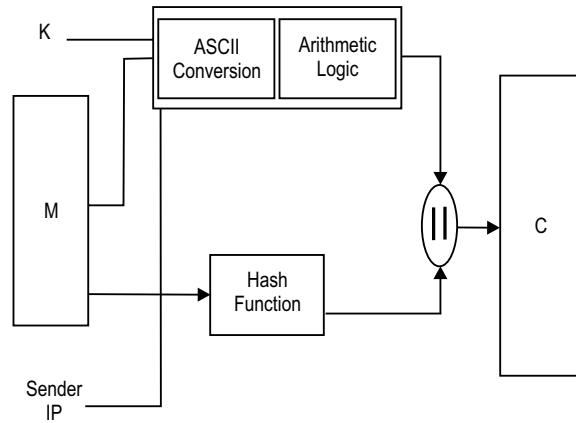 K
ASCII
Conversion
Arithmetic
Logic
M
||
C
Hash
Function
Sender
IP